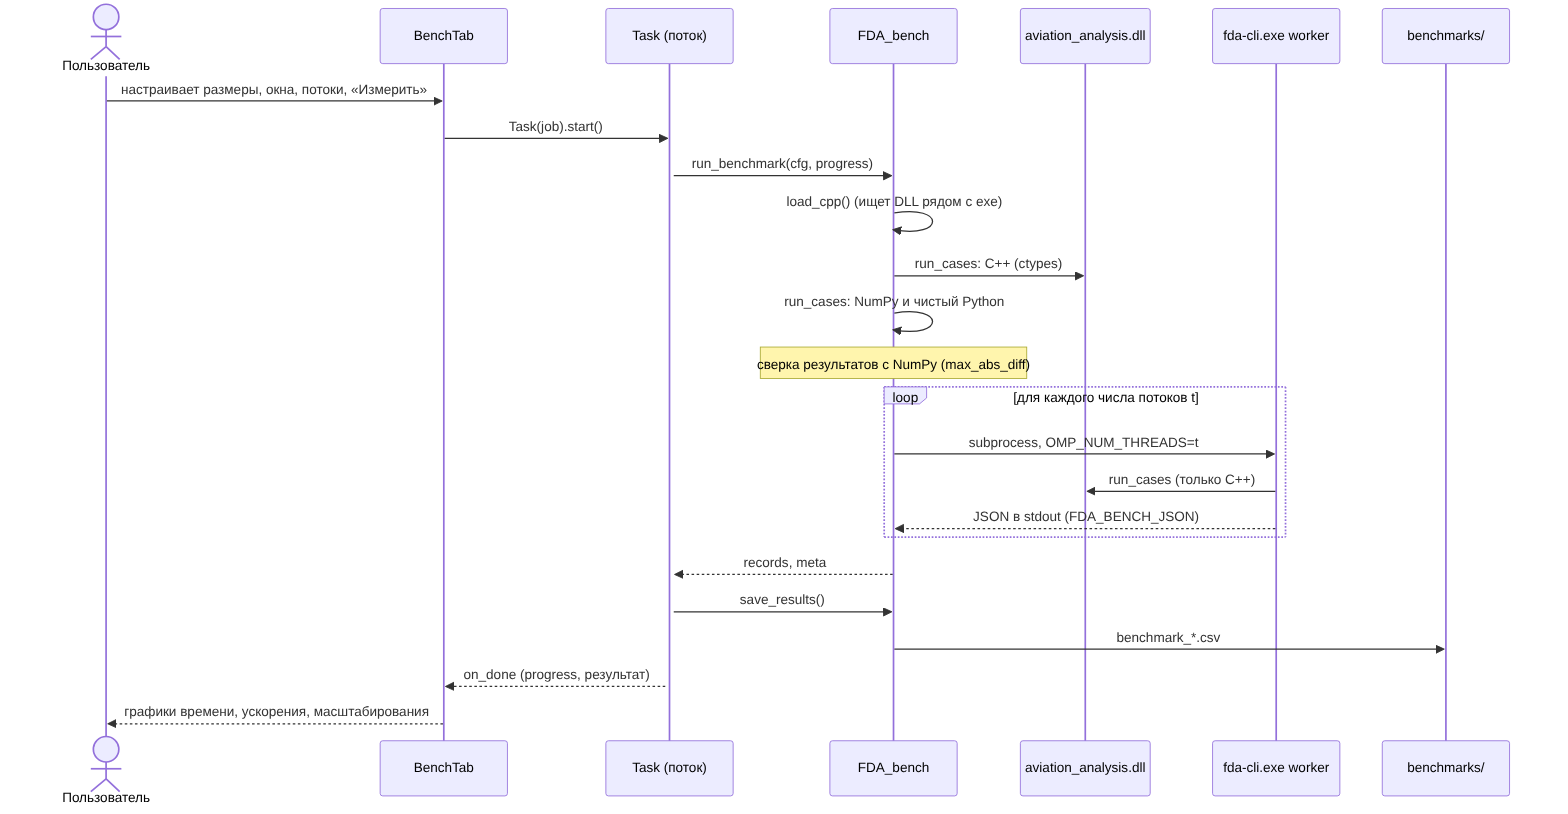 Пользователь
BenchTab
Task (поток)
FDA_bench
aviation_analysis.dll
fda-cli.exe worker
benchmarks/
настраивает размеры, окна, потоки, «Измерить»
Task(job).start()
run_benchmark(cfg, progress)
load_cpp() (ищет DLL рядом с exe)
run_cases: C++ (ctypes)
run_cases: NumPy и чистый Python
сверка результатов с NumPy (max_abs_diff)
loop
[для каждого числа потоков t]
subprocess, OMP_NUM_THREADS=t
run_cases (только C++)
JSON в stdout (FDA_BENCH_JSON)
records, meta
save_results()
benchmark_*.csv
on_done (progress, результат)
графики времени, ускорения, масштабирования
Пользователь
BenchTab
Task (поток)
FDA_bench
aviation_analysis.dll
fda-cli.exe worker
benchmarks/